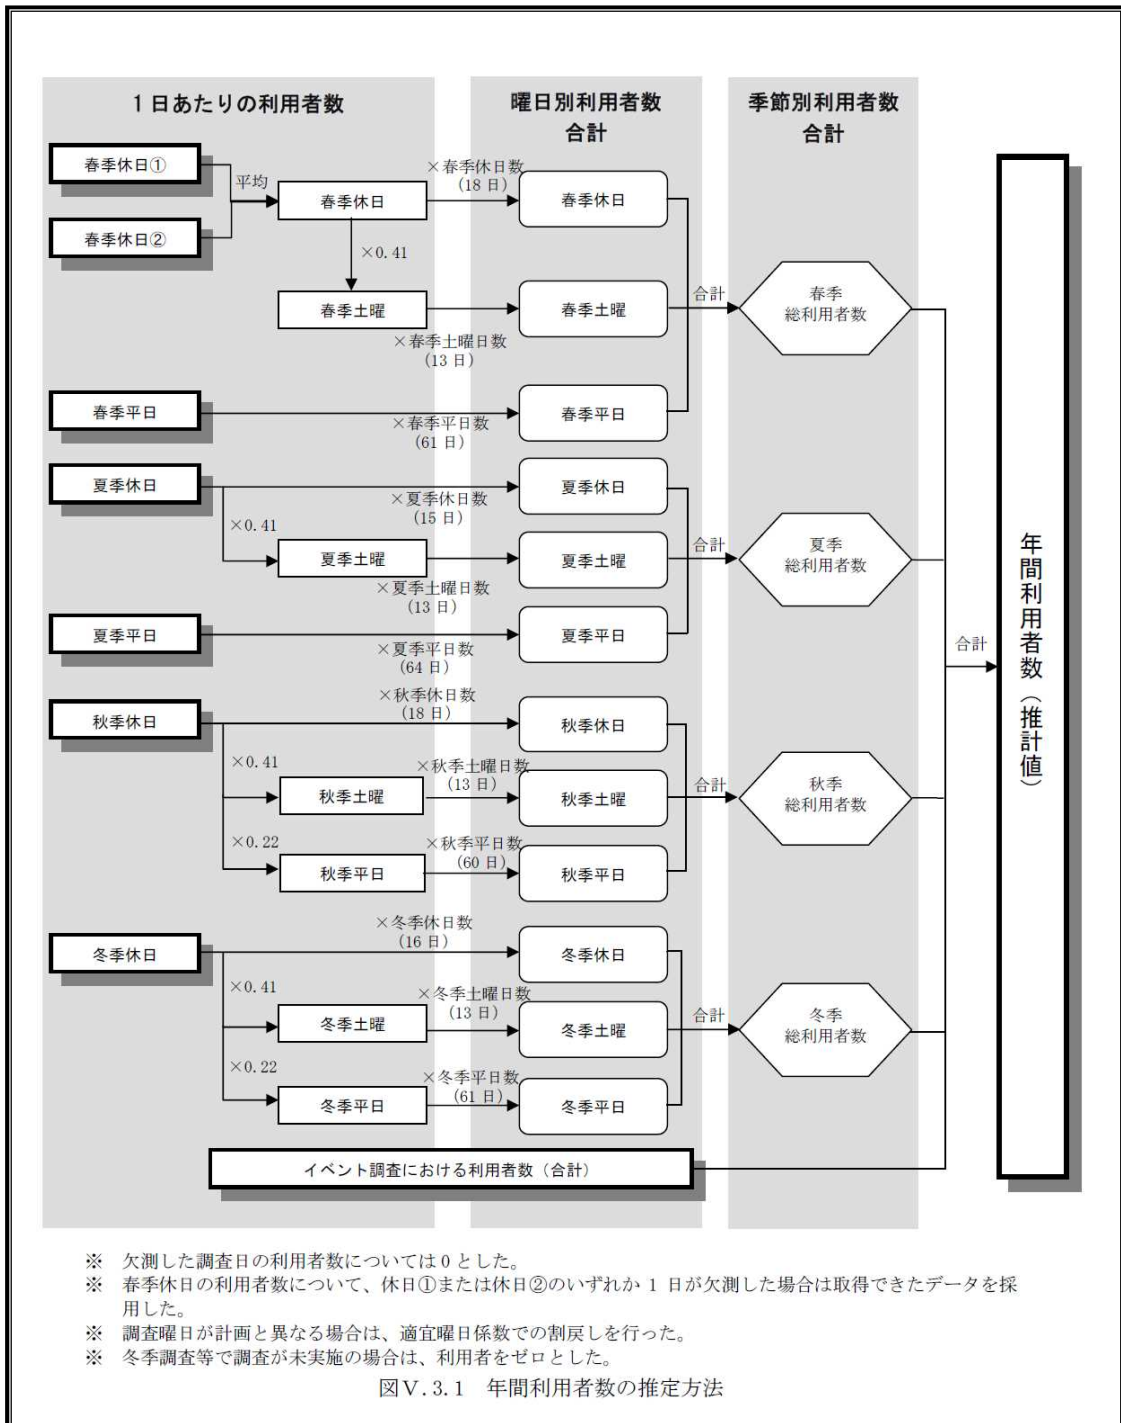 1日あたりの利用者数
曜日別利用者数
合計
季節別利用者数
合計
春季休日①
春季休日②
平均
春季休日
×春季休日数
(18日)
春季休日
×0.41
春季土曜
×春季土曜日数
(13日)
春季土曜
合計
春季
総利用者数
春季平日
×春季平日数
(61日)
春季平日
夏季休日
×夏季休日数
(15日)
夏季休日
×0.41
夏季土曜
×夏季土曜日数
(13日)
夏季土曜
合計
夏季
総利用者数
夏季平日
×夏季平日数
(64日)
夏季平日
秋季休日
×秋季休日数
(18日)
秋季休日
×0.41
秋季土曜
×秋季土曜日数
(13日)
秋季土曜
合計
秋季
総利用者数
×0.22
秋季平日
×秋季平日数
(60日)
秋季平日
冬季休日
×冬季休日数
(16日)
冬季休日
×0.41
冬季土曜
×冬季土曜日数
(13日)
冬季土曜
合計
冬季
総利用者数
×0.22
冬季平日
×冬季平日数
(61日)
冬季平日
イベント調査における利用者数（合計）
合計
年間利用者数（推計値）
※ 欠測した調査日の利用者数については0とした。
※ 春季休日の利用者数について、休日①または休日②のいずれか1日が欠測した場合は取得できたデータを採
用した。
※ 調査曜日が計画と異なる場合は、適宜曜日係数での割戻しを行った。
※ 冬季調査等で調査が未実施の場合は、利用者をゼロとした。
図Ⅴ.3.1 年間利用者数の推定方法